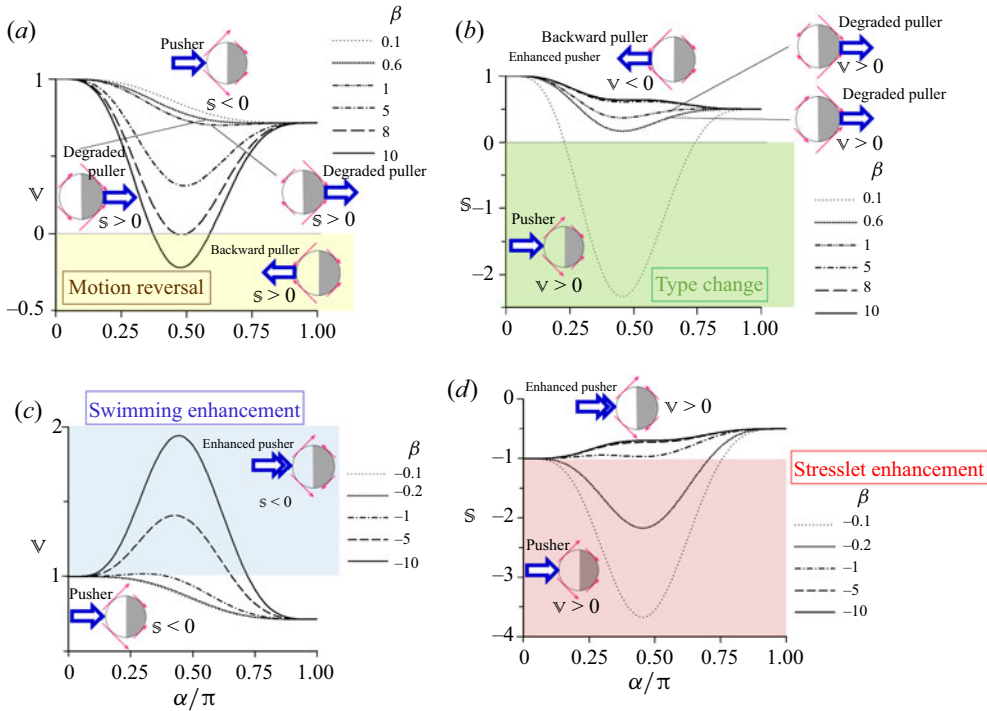 (a)
Pusher
𝕤 < 0
β
0.1
0.6
1
5
8
10
1
Degraded
puller
𝕤 > 0
Degraded puller
𝕤 > 0
𝕍
0
Backward puller
𝕤 > 0
Motion reversal
−0.5
0
0.25
0.50
0.75
1.00
α/π
(b)
Backward puller
Enhanced pusher
𝕍 < 0
Degraded puller
𝕍 > 0
Degraded puller
𝕍 > 0
1
0
𝕊
−1
−2
Pusher
𝕍 > 0
Type change
β
0.1
0.6
1
5
8
10
0
0.25
0.50
0.75
1.00
(c)
Swimming enhancement
2
Enhanced pusher
𝕤 < 0
β
−0.1
−0.2
−1
−5
−10
𝕍
1
Pusher
𝕤 < 0
0
0.25
0.50
0.75
1.00
α/π
(d)
Enhanced pusher
𝕍 > 0
0
−1
Stresslet enhancement
𝕊
−2
Pusher
𝕍 > 0
−3
−4
β
−0.1
−0.2
−1
−5
−10
0
0.25
0.50
0.75
1.00
α/π